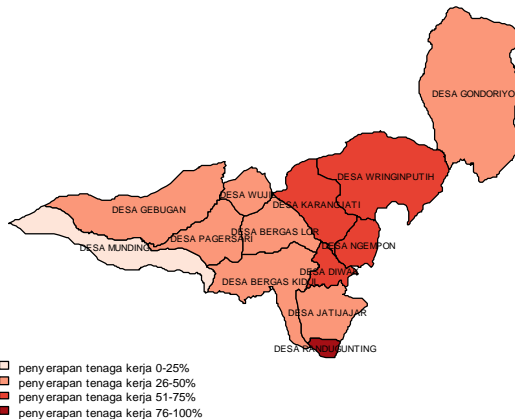 DESA GONDORIYO
DESA WRINGINPUTIH
DESA WUJIL
DESA KARANGJATI
DESA GEBUGAN
DESA BERGAS LOR
DESA PAGERSARI
DESA NGEMPON
DESA MUNDING
DESA DIWAK
DESA BERGAS KIDUL
DESA JATIJAJAR
DESA RANDUGUNTING
penyerapan tenaga kerja 0-25%
penyerapan tenaga kerja 26-50%
penyerapan tenaga kerja 51-75%
penyerapan tenaga kerja 76-100%